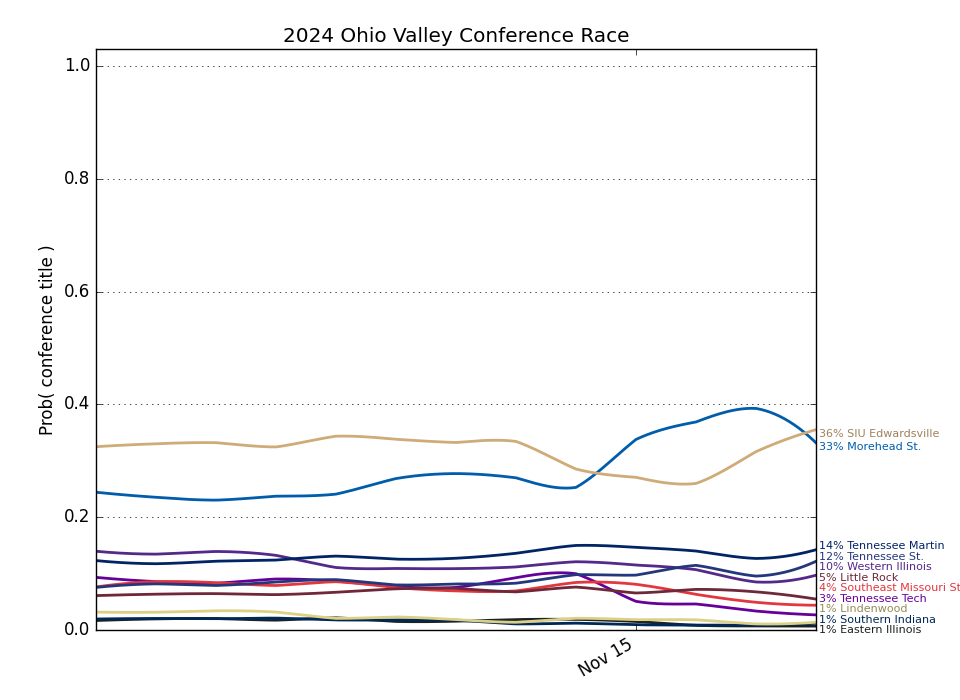 2024 Ohio Valley Conference Race
1.0
0.8
0.6
0.4
0.2
0.0
Prob( conference title )
Nov 15
36% SIU Edwardsville
33% Morehead St.
14% Tennessee Martin
12% Tennessee St.
10% Western Illinois
5% Little Rock
4% Southeast Missouri St
3% Tennessee Tech
1% Lindenwood
1% Southern Indiana
1% Eastern Illinois